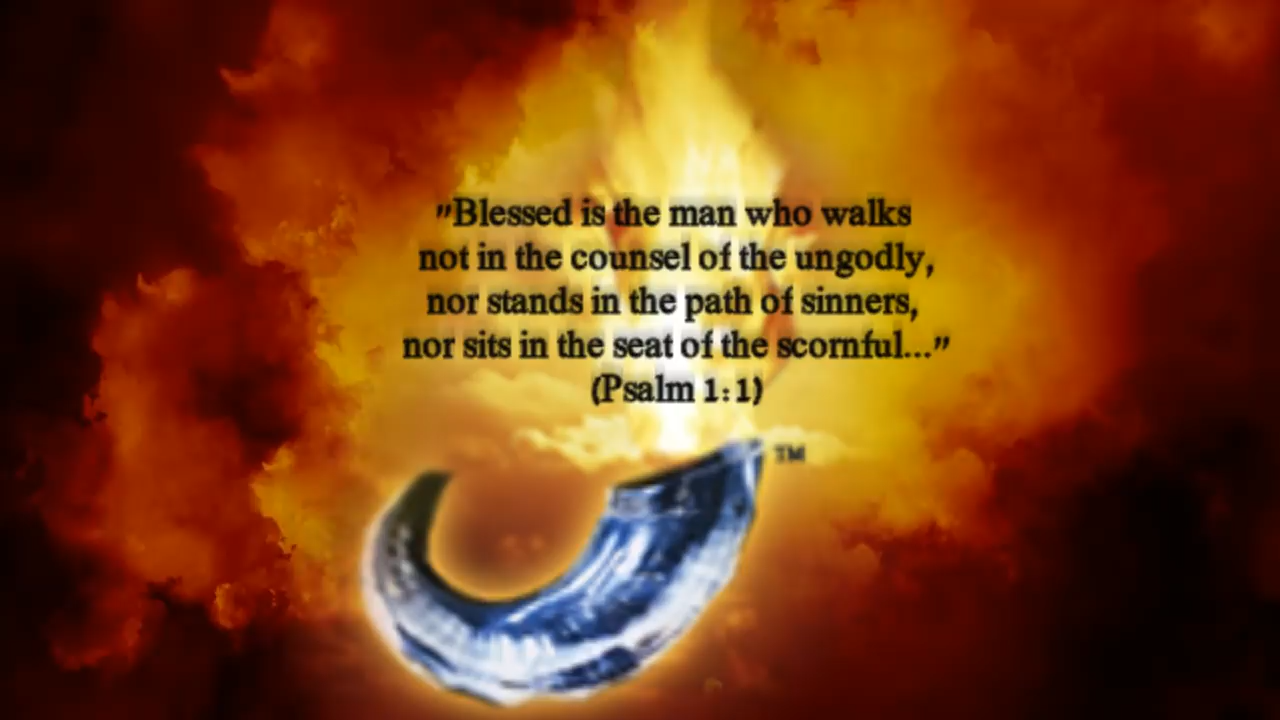 "Blessed is the man who walks
not in the counsel of the ungodly,
nor stands in the path of sinners,
nor sits in the seat of the scornful..."
(Psalm 1:1)
TM